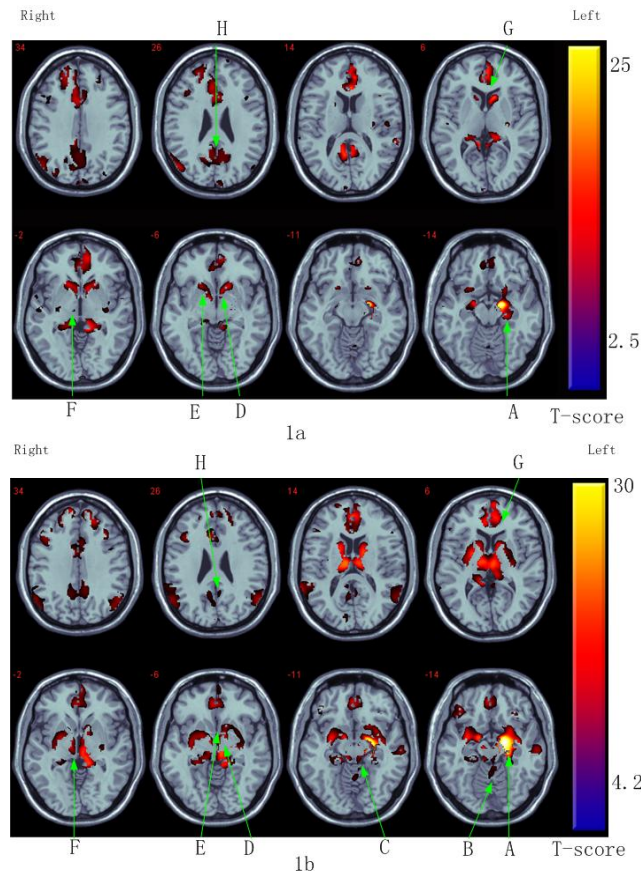 Right H G Left
34 26 14 6
25
-2 -6 -11 -14
2.5
F E D A T-score
1a
Right H G Left
34 26 14 6
30
-2 -6 -11 -14
4.2
F E D C B A T-score
1b